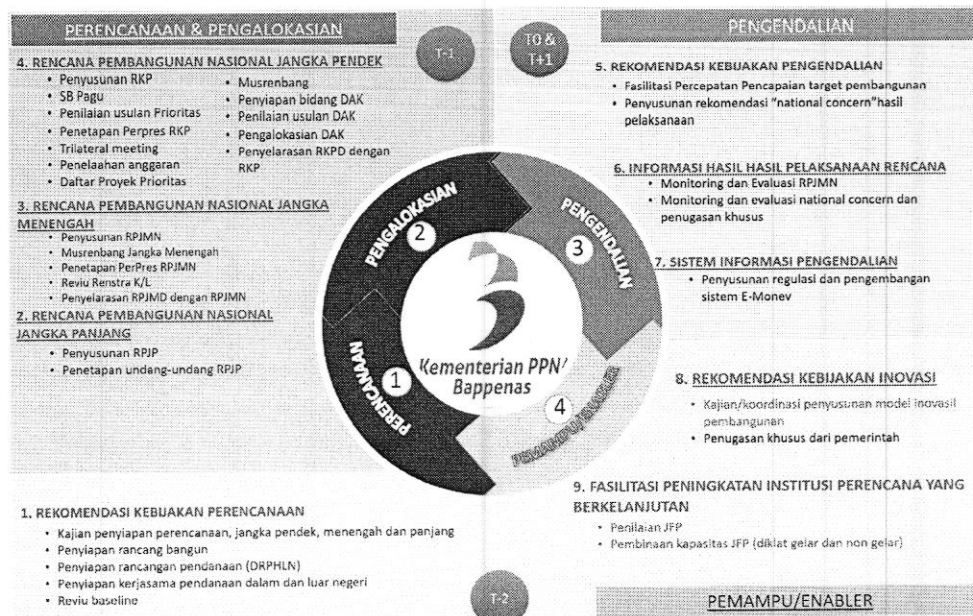 PERENCANAAN & PENGALOKASIAN
T-1
4. RENCANA PEMBANGUNAN NASIONAL JANGKA PENDEK
• Penyusunan RKP
• SB Pagu
• Penilaian usulan Prioritas
• Penetapan Perpres RKP
• Trilateral meeting
• Penelaahan anggaran
• Daftar Proyek Prioritas
• Musrenbang
• Penyiapan bidang DAK
• Penilaian usulan DAK
• Pengalokasian DAK
• Penyelarasan RKPD dengan
RKP
3. RENCANA PEMBANGUNAN NASIONAL JANGKA
MENENGAH
• Penyusunan RPJMN
• Musrenbang Jangka Menengah
• Penetapan PerPres RPJMN
• Reviu Renstra K/L
• Penyelarasan RPJMD dengan RPJMN
2. RENCANA PEMBANGUNAN NASIONAL
JANGKA PANJANG
• Penyusunan RPJP
• Penetapan undang-undang RPJP
1. REKOMENDASI KEBIJAKAN PERENCANAAN
• Kajian penyiapan perencanaan, jangka pendek, menengah dan panjang
• Penyiapan rancang bangun
• Penyiapan rancangan pendanaan (DRPHLN)
• Penyiapan kerjasama pendanaan dalam dan luar negeri
• Reviu baseline
T-2
PENGALOKASIAN
2
PENGENDALIAN
3
PERENCANAAN
1
PEMAMPU/ENABLER
4
Kementerian PPN/
Bappenas
T0 &
T+1
PENGENDALIAN
5. REKOMENDASI KEBIJAKAN PENGENDALIAN
• Fasilitasi Percepatan Pencapaian target pembangunan
• Penyusunan rekomendasi "national concern"hasil
pelaksanaan
6. INFORMASI HASIL HASIL PELAKSANAAN RENCANA
• Monitoring dan Evaluasi RPJMN
• Monitoring dan evaluasi national concern dan
penugasan khusus
7. SISTEM INFORMASI PENGENDALIAN
• Penyusunan regulasi dan pengembangan
sistem E-Monev
8. REKOMENDASI KEBIJAKAN INOVASI
• Kajian/koordinasi penyusunan model inovasil
pembangunan
• Penugasan khusus dari pemerintah
9. FASILITASI PENINGKATAN INSTITUSI PERENCANA YANG
BERKELANJUTAN
• Penilaian JFP
• Pembinaan kapasitas JFP (diklat gelar dan non gelar)
PEMAMPU/ENABLER